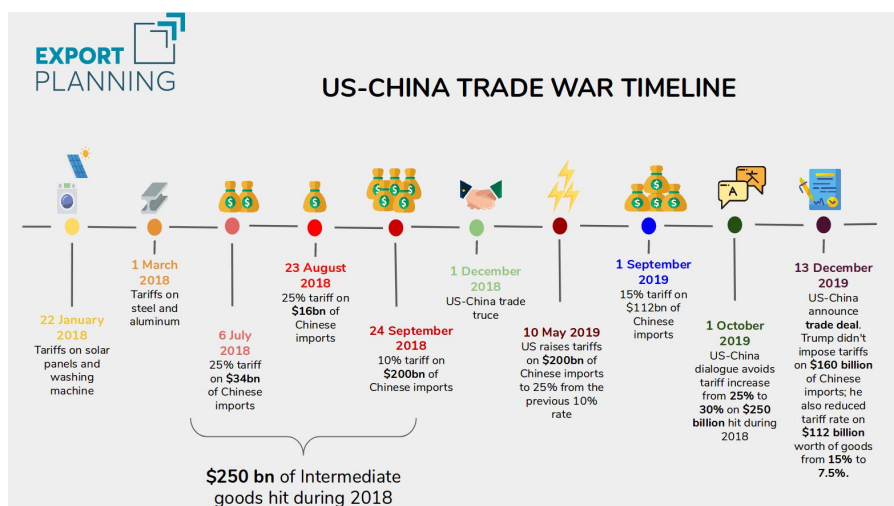 EXPORT
PLANNING
US-CHINA TRADE WAR TIMELINE
22 January
2018
Tariffs on solar
panels and
washing
machine
1 March
2018
Tariffs on
steel and
aluminum
6 July
2018
25% tariff
on $34bn
of Chinese
imports
23 August
2018
25% tariff on
$16bn of
Chinese
imports
24 September
2018
10% tariff on
$200bn of
Chinese imports
1 December
2018
US-China trade
truce
10 May 2019
US raises tariffs
on $200bn of
Chinese imports
to 25% from the
previous 10%
rate
1 September
2019
15% tariff on
$112bn of
Chinese
imports
1 October
2019
US-China
dialogue avoids
tariff increase
from 25% to
30% on $250
billion hit during
2018
13 December
2019
US-China
announce
trade deal.
Trump didn't
impose tariffs
on $160 billion
of Chinese
imports; he
also reduced
tariff rate on
$112 billion
worth of goods
from 15% to
7.5%.
$250 bn of Intermediate
goods hit during 2018